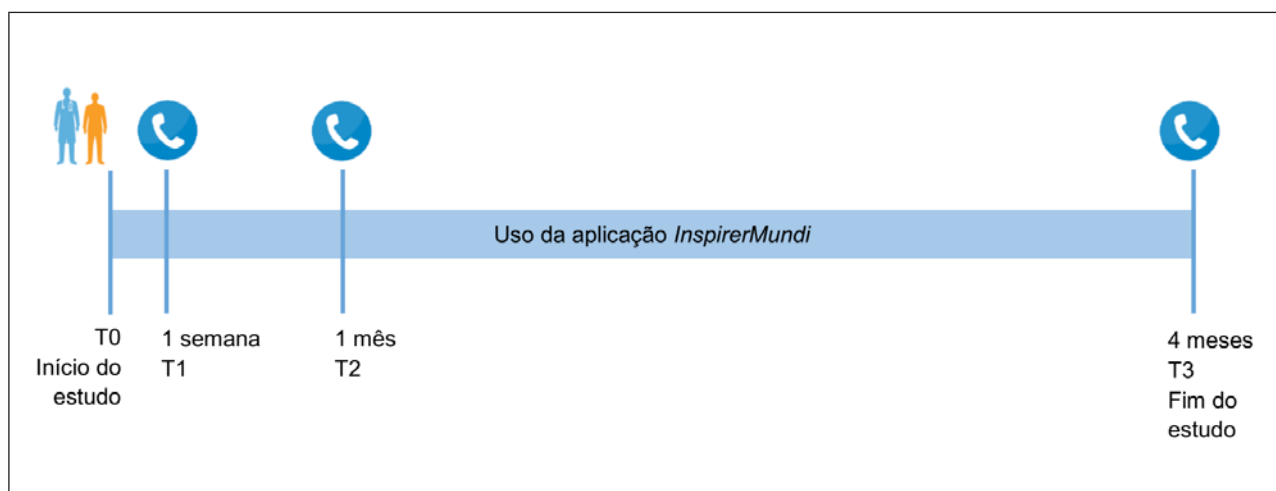 Uso da aplicação InspirerMundi
T0
Início do
estudo
1 semana
T1
1 mês
T2
4 meses
T3
Fim do
estudo